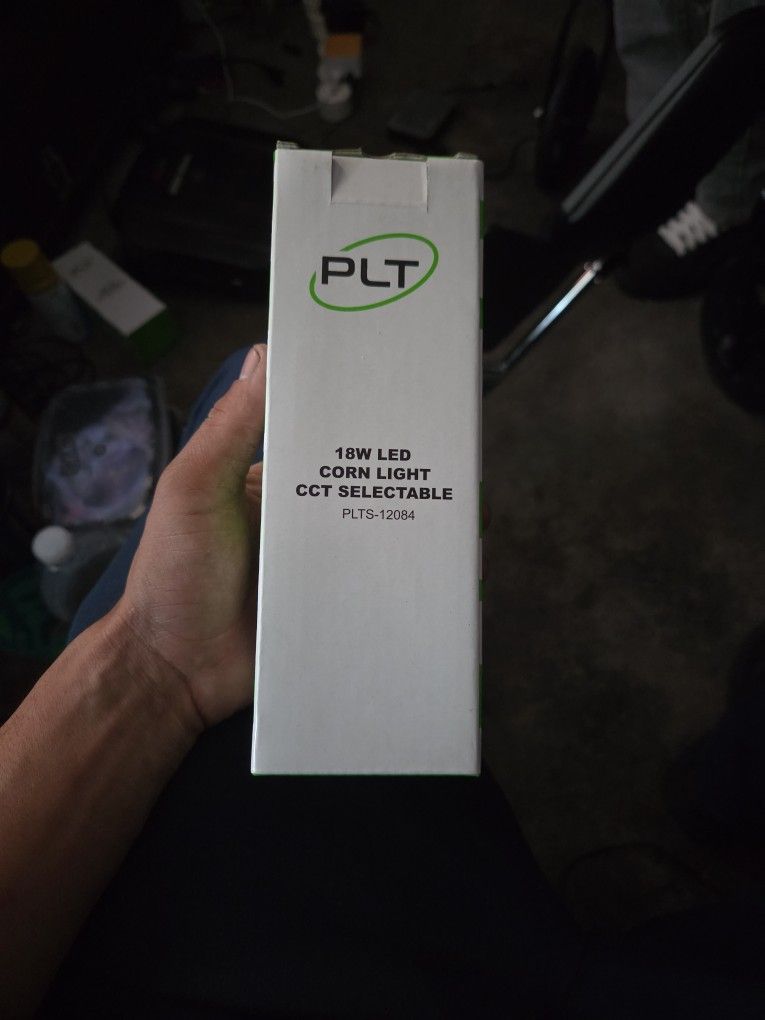 PLT
18W LED
CORN LIGHT
CCT SELECTABLE
PLTS-12084